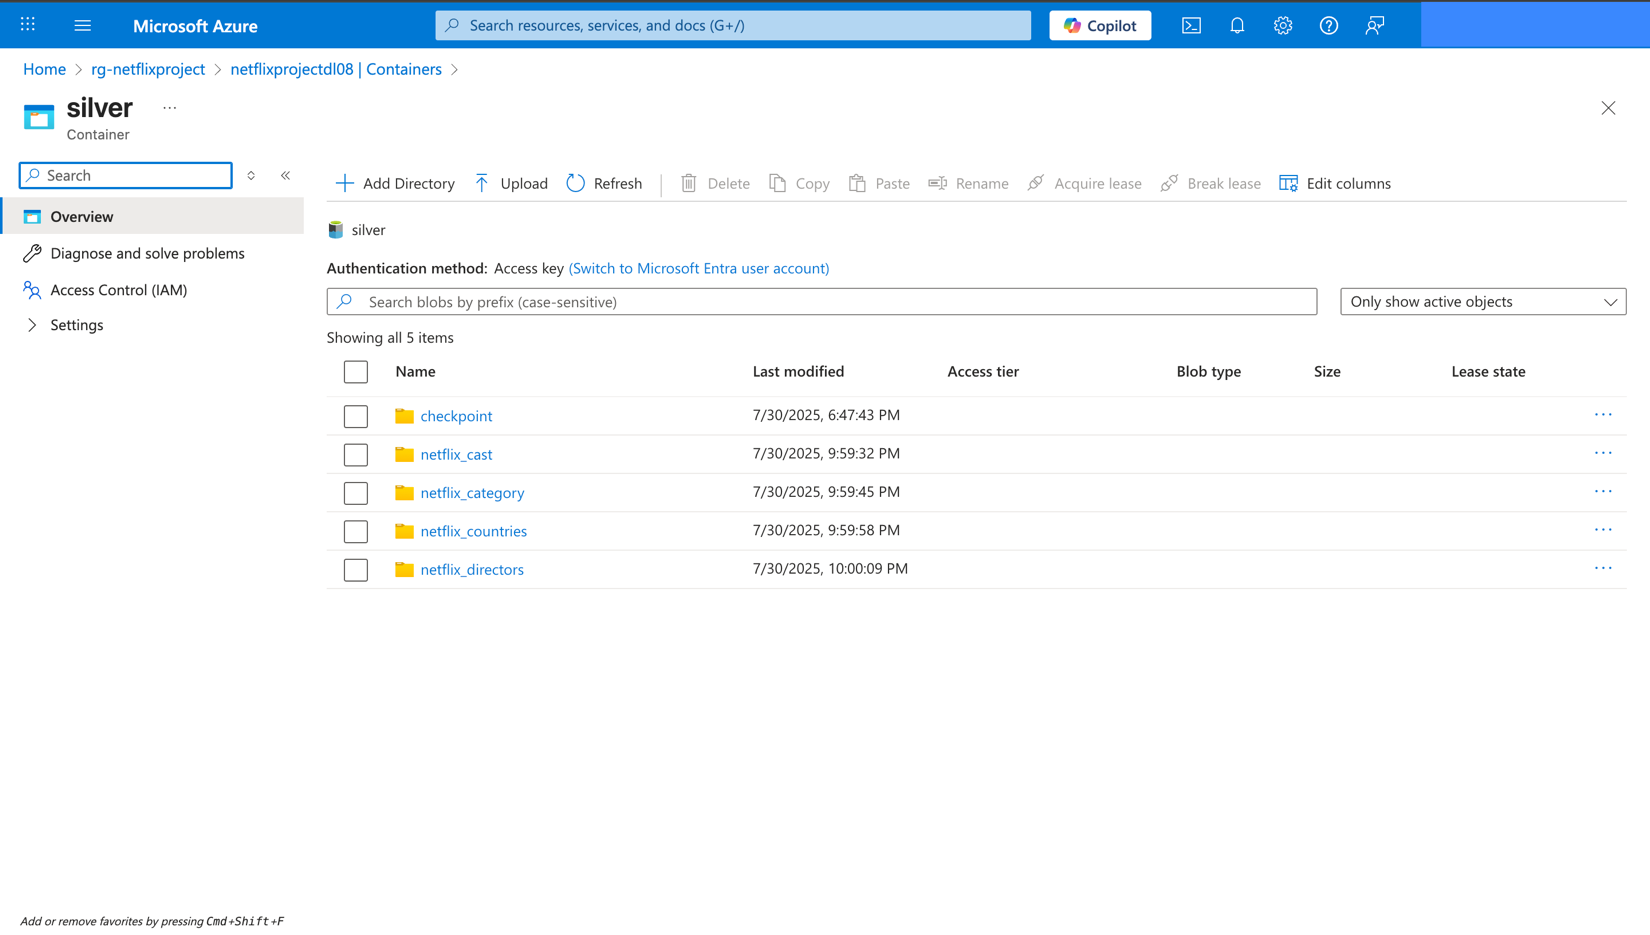 Microsoft Azure
Search resources, services, and docs (G+/)
Copilot
Home > rg-netflixproject > netflixprojectdl08 | Containers >
silver ...
Container
Search
Overview
Diagnose and solve problems
Access Control (IAM)
Settings
Add Directory Upload Refresh Delete Copy Paste Rename Acquire lease Break lease Edit columns
silver
Authentication method: Access key (Switch to Microsoft Entra user account)
Search blobs by prefix (case-sensitive)
Only show active objects
Showing all 5 items
Name Last modified Access tier Blob type Size Lease state
checkpoint 7/30/2025, 6:47:43 PM ...
netflix_cast 7/30/2025, 9:59:32 PM ...
netflix_category 7/30/2025, 9:59:45 PM ...
netflix_countries 7/30/2025, 9:59:58 PM ...
netflix_directors 7/30/2025, 10:00:09 PM ...
Add or remove favorites by pressing Cmd+Shift+F